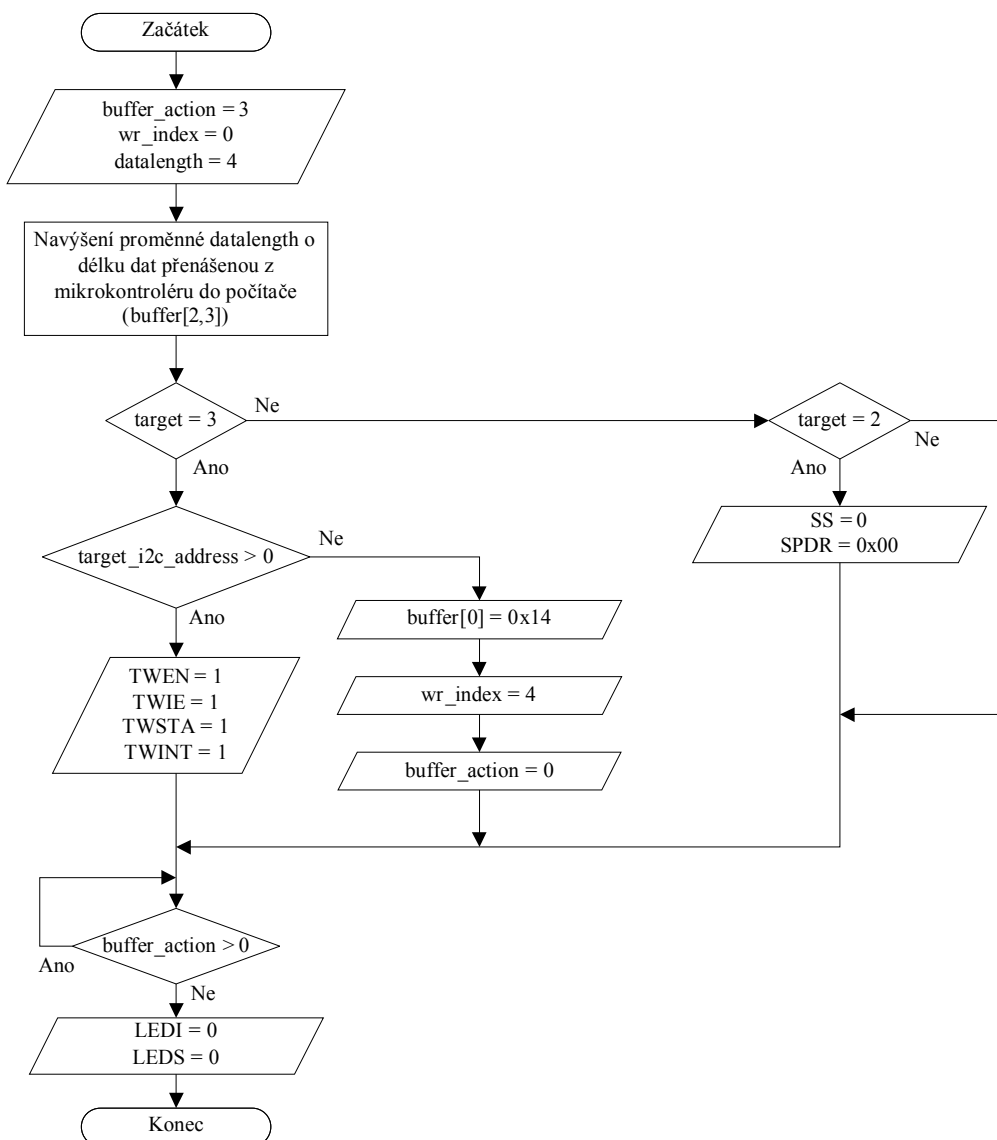 Začátek
buffer_action = 3
wr_index = 0
datalength = 4
Navýšení proměnné datalength o
délku dat přenášenou z
mikrokontroléru do počítače
(buffer[2,3])
target = 3
Ne
target = 2
Ne
Ano
Ano
target_i2c_address > 0
Ne
SS = 0
SPDR = 0x00
Ano
buffer[0] = 0x14
TWEN = 1
TWIE = 1
TWSTA = 1
TWINT = 1
wr_index = 4
buffer_action = 0
buffer_action > 0
Ano
Ne
LEDI = 0
LEDS = 0
Konec